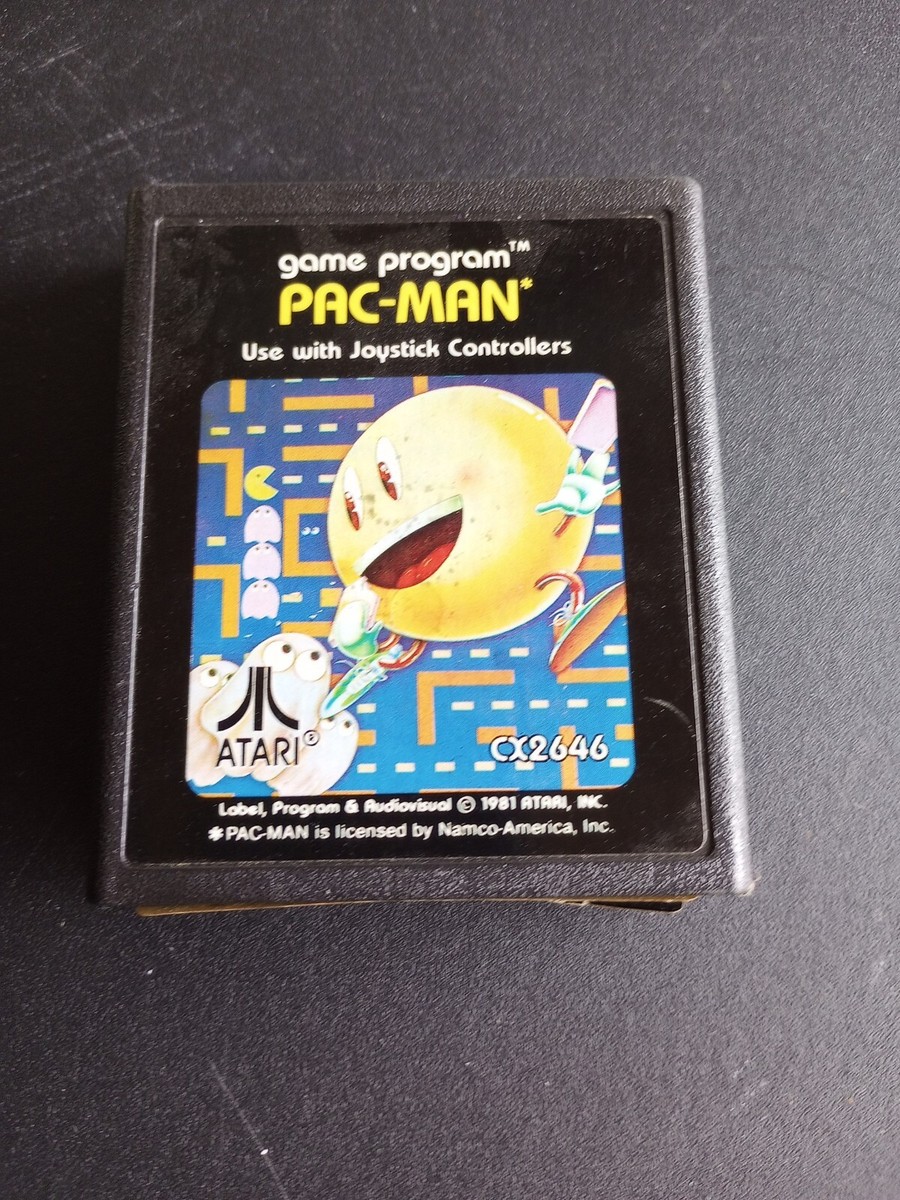 game program™
PAC-MAN*
Use with Joystick Controllers
ATARI®
CX2646
Label, Program & Audiovisual © 1981 ATARI, INC.
*PAC-MAN is licensed by Namco-America, Inc.